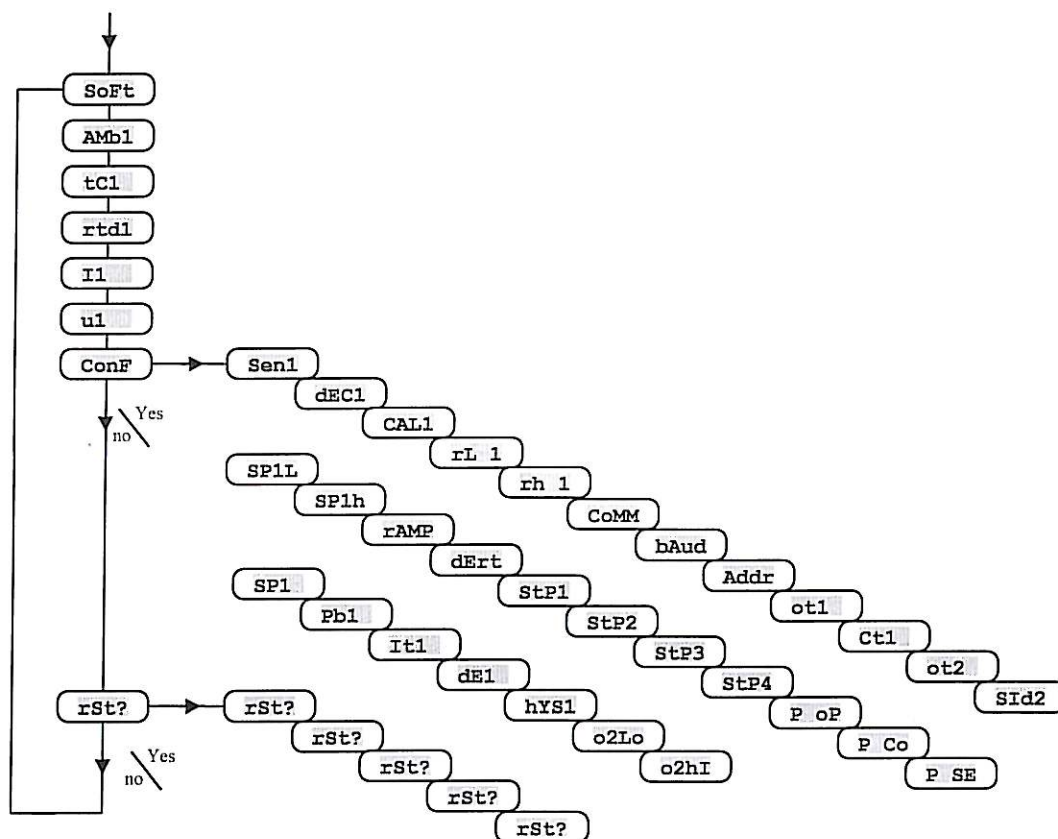 SoFt
AMb1
tC1
rtd1
I1
u1
ConF
Yes
no
Sen1
dEC1
CAL1
rL 1
rh 1
CoMM
bAud
Addr
ot1
Ct1
ot2
SId2
SP1L
SP1h
rAMP
dErt
StP1
StP2
StP3
StP4
P oP
P Co
P SE
SP1
Pb1
It1
dE1
hYS1
o2Lo
o2hI
rSt?
Yes
no
rSt?
rSt?
rSt?
rSt?
rSt?